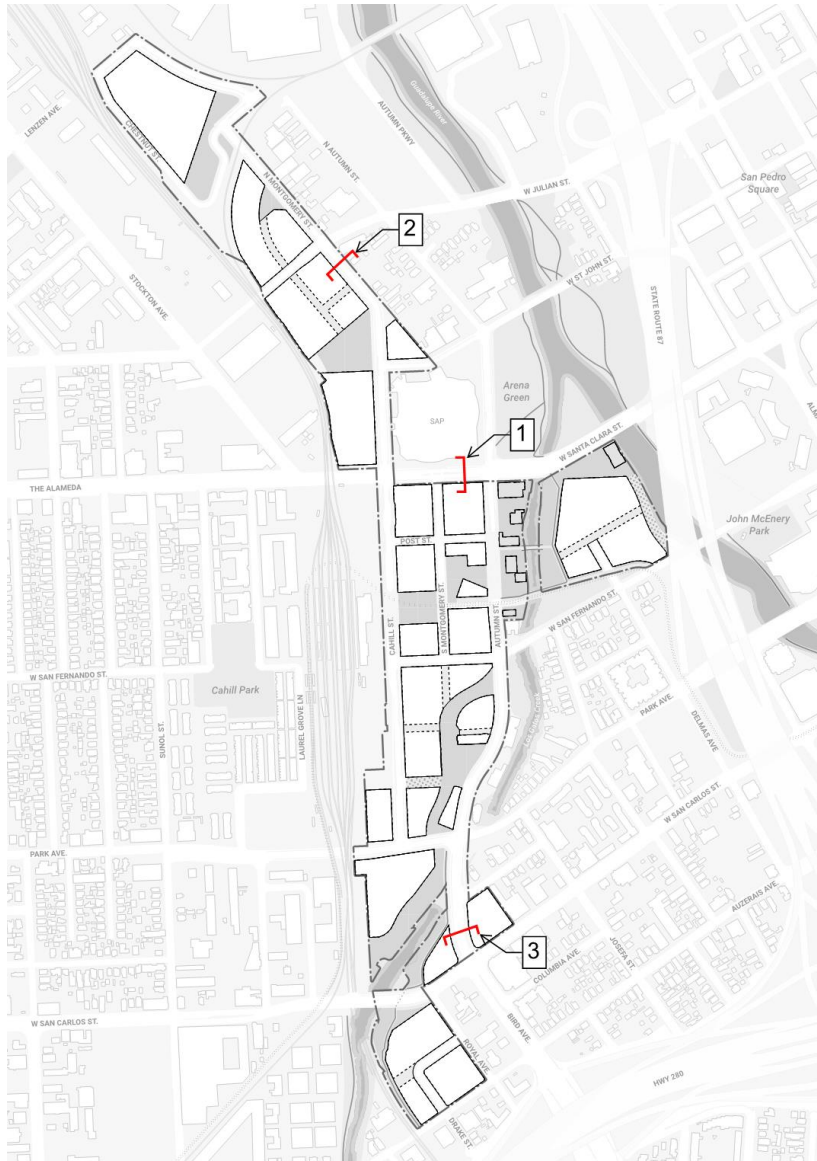 Guadalupe River
AUTUMN PKWY
LENZEN AVE.
CHESTNUT ST.
N AUTUMN ST.
San Pedro
Square
W JULIAN ST.
N MONTGOMERY ST.
2
W ST JOHN ST.
STOCKTON AVE.
STATE ROUTE 87
Arena
Green
SAP
1
W SANTA CLARA ST.
THE ALAMEDA
John McEnery
Park
POST ST.
S MONTGOMERY ST.
AUTUMN ST.
CAHILL ST.
W SAN FERNANDO ST.
W SAN FERNANDO ST.
Cahill Park
LAUREL GROVE LN
SUNOL ST.
PARK AVE.
DELMAS AVE
W SAN CARLOS ST.
PARK AVE.
AUZERAIS AVE
3
COLUMBIA AVE
JOSEFA ST.
BIRD AVE.
W SAN CARLOS ST.
ROYAL AVE
HWY 280
DRAKE ST.